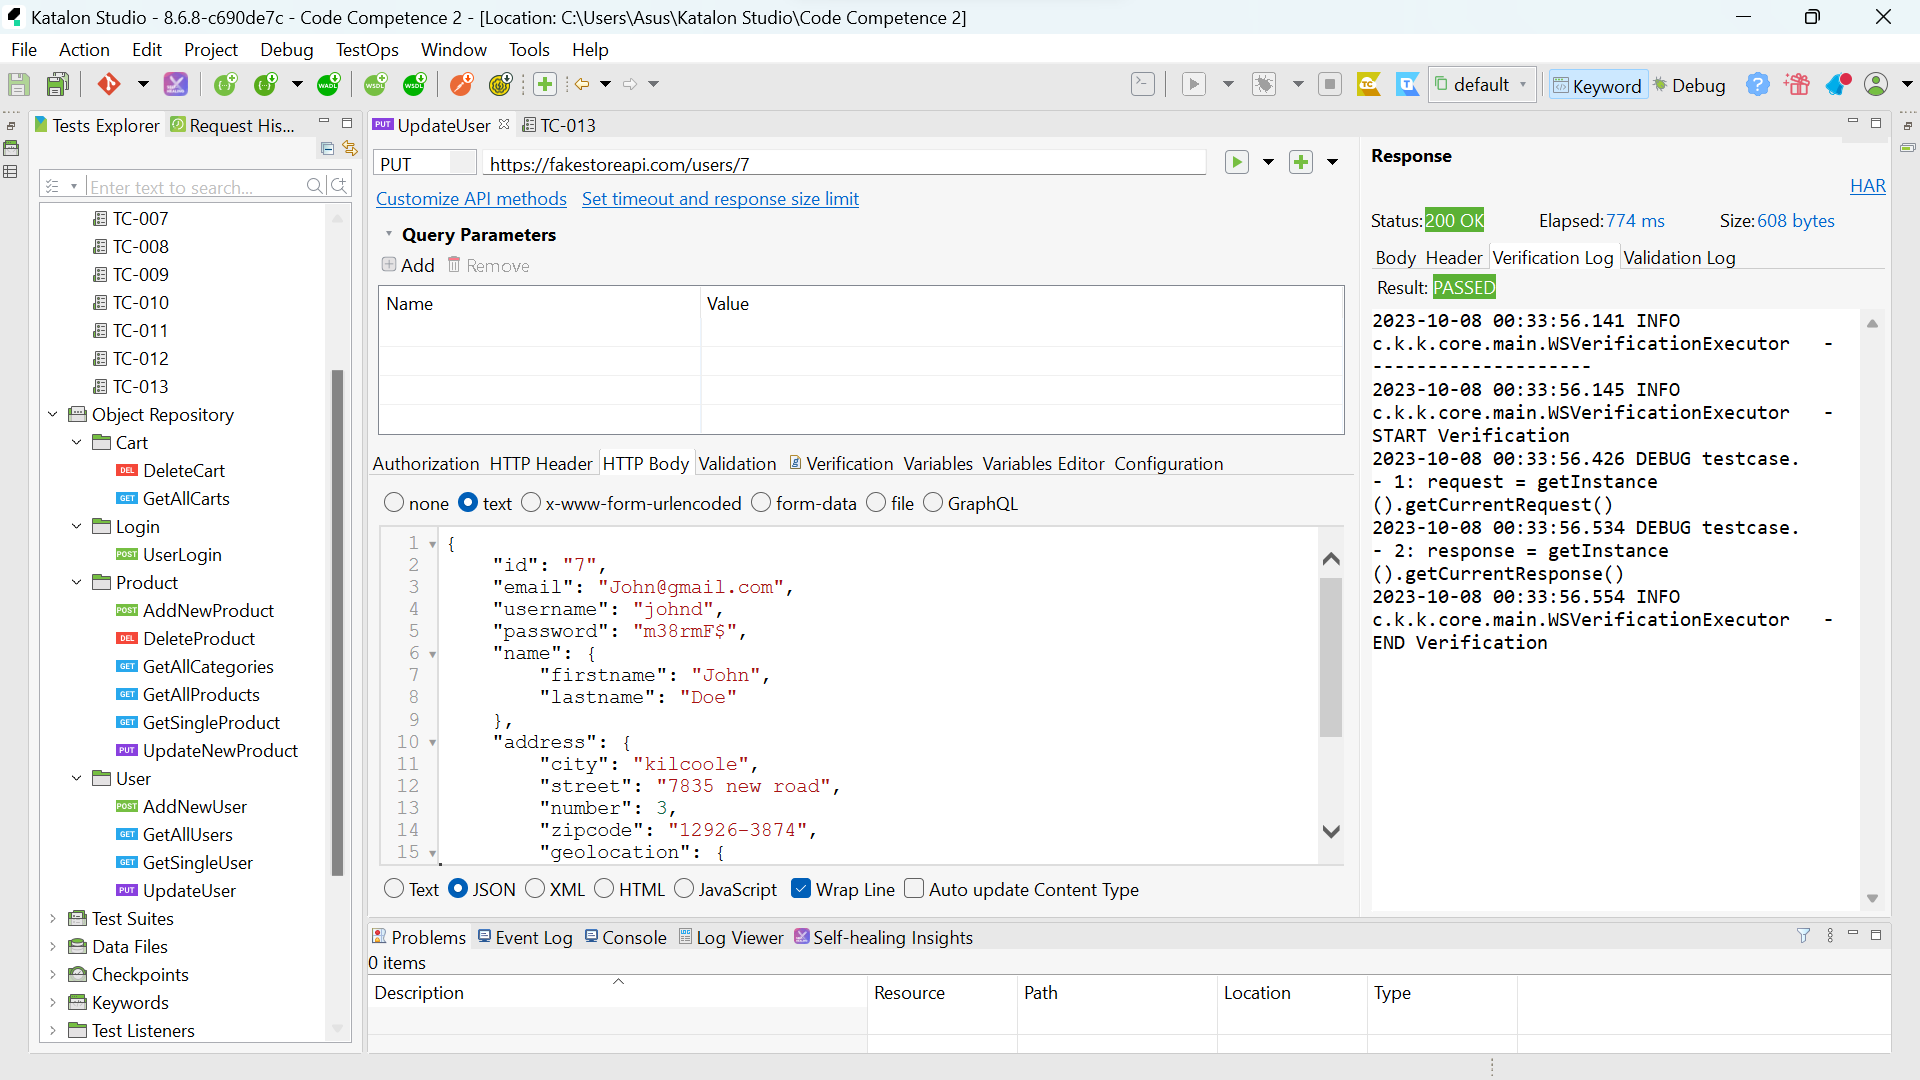 Katalon Studio - 8.6.8-c690de7c - Code Competence 2 - [Location: C:\Users\Asus\Katalon Studio\Code Competence 2]
File Action Edit Project Debug TestOps Window Tools Help
default Keyword Debug
Tests Explorer Request His...
Enter text to search...
TC-007
TC-008
TC-009
TC-010
TC-011
TC-012
TC-013
Object Repository
Cart
DEL DeleteCart
GET GetAllCarts
Login
POST UserLogin
Product
POST AddNewProduct
DEL DeleteProduct
GET GetAllCategories
GET GetAllProducts
GET GetSingleProduct
PUT UpdateNewProduct
User
POST AddNewUser
GET GetAllUsers
GET GetSingleUser
PUT UpdateUser
Test Suites
Data Files
Checkpoints
Keywords
Test Listeners
PUT UpdateUser TC-013
PUT https://fakestoreapi.com/users/7
Customize API methods Set timeout and response size limit
Query Parameters
Add Remove
Name Value
Authorization HTTP Header HTTP Body Validation Verification Variables Variables Editor Configuration
none text x-www-form-urlencoded form-data file GraphQL
1 {
2 "id": "7",
3 "email": "John@gmail.com",
4 "username": "johnd",
5 "password": "m38rmF$",
6 "name": {
7 "firstname": "John",
8 "lastname": "Doe"
9 },
10 "address": {
11 "city": "kilcoole",
12 "street": "7835 new road",
13 "number": 3,
14 "zipcode": "12926-3874",
15 "geolocation": {
Text JSON XML HTML JavaScript Wrap Line Auto update Content Type
Response
HAR
Status: 200 OK Elapsed: 774 ms Size: 608 bytes
Body Header Verification Log Validation Log
Result: PASSED
2023-10-08 00:33:56.141 INFO
c.k.k.core.main.WSVerificationExecutor -
--------------------
2023-10-08 00:33:56.145 INFO
c.k.k.core.main.WSVerificationExecutor -
START Verification
2023-10-08 00:33:56.426 DEBUG testcase.
- 1: request = getInstance
().getCurrentRequest()
2023-10-08 00:33:56.534 DEBUG testcase.
- 2: response = getInstance
().getCurrentResponse()
2023-10-08 00:33:56.554 INFO
c.k.k.core.main.WSVerificationExecutor -
END Verification
Problems Event Log Console Log Viewer Self-healing Insights
0 items
Description Resource Path Location Type